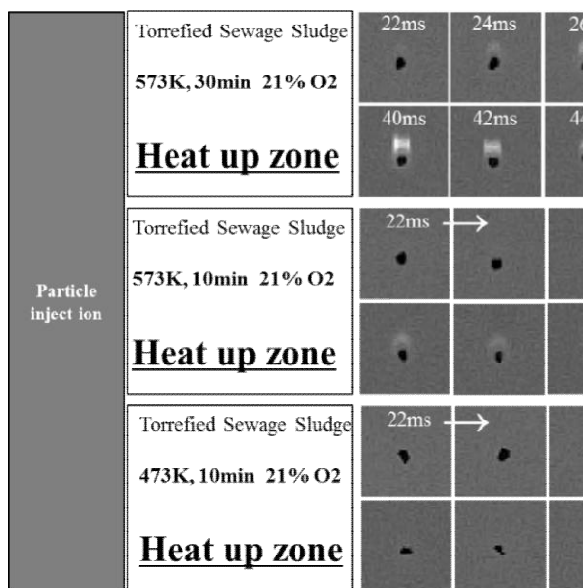 Particle
inject ion
Torrefied Sewage Sludge
573K, 30min 21% O2
Heat up zone
22ms
24ms
40ms
42ms
Torrefied Sewage Sludge
573K, 10min 21% O2
Heat up zone
22ms
Torrefied Sewage Sludge
473K, 10min 21% O2
Heat up zone
22ms